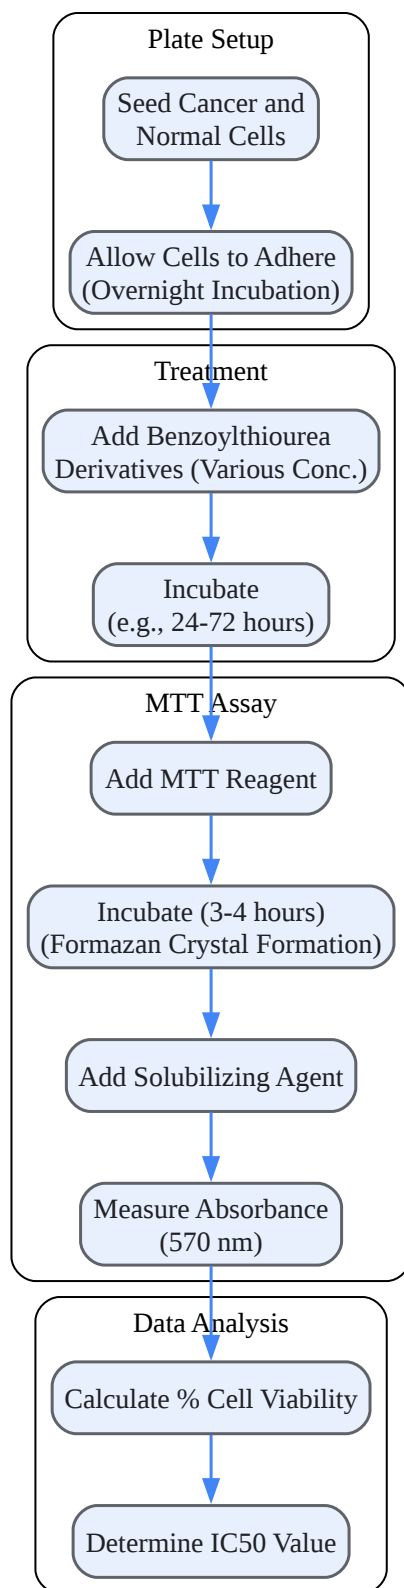 Plate Setup
Seed Cancer and
Normal Cells
Allow Cells to Adhere
(Overnight Incubation)
Treatment
Add Benzoylthiourea
Derivatives (Various Conc.)
Incubate
(e.g., 24-72 hours)
MTT Assay
Add MTT Reagent
Incubate (3-4 hours)
(Formazan Crystal Formation)
Add Solubilizing Agent
Measure Absorbance
(570 nm)
Data Analysis
Calculate % Cell Viability
Determine IC50 Value